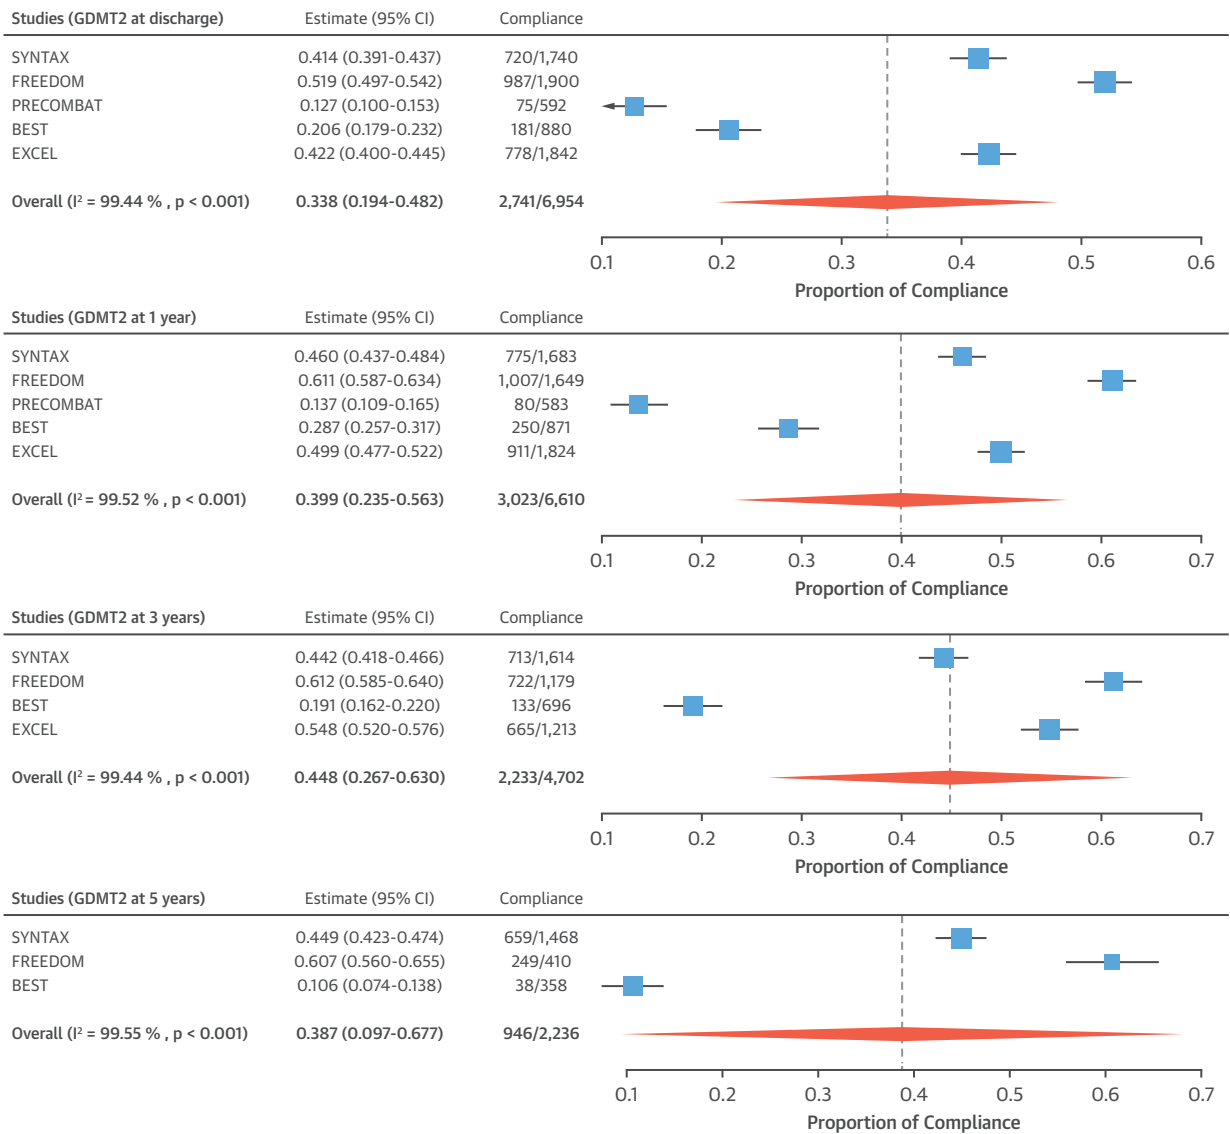 Studies (GDMT2 at discharge) Estimate (95% CI) Compliance
SYNTAX 0.414 (0.391-0.437) 720/1,740
FREEDOM 0.519 (0.497-0.542) 987/1,900
PRECOMBAT 0.127 (0.100-0.153) 75/592
BEST 0.206 (0.179-0.232) 181/880
EXCEL 0.422 (0.400-0.445) 778/1,842
Overall (I² = 99.44 % , p < 0.001) 0.338 (0.194-0.482) 2,741/6,954
0.1 0.2 0.3 0.4 0.5 0.6
Proportion of Compliance
Studies (GDMT2 at 1 year) Estimate (95% CI) Compliance
SYNTAX 0.460 (0.437-0.484) 775/1,683
FREEDOM 0.611 (0.587-0.634) 1,007/1,649
PRECOMBAT 0.137 (0.109-0.165) 80/583
BEST 0.287 (0.257-0.317) 250/871
EXCEL 0.499 (0.477-0.522) 911/1,824
Overall (I² = 99.52 % , p < 0.001) 0.399 (0.235-0.563) 3,023/6,610
0.1 0.2 0.3 0.4 0.5 0.6 0.7
Proportion of Compliance
Studies (GDMT2 at 3 years) Estimate (95% CI) Compliance
SYNTAX 0.442 (0.418-0.466) 713/1,614
FREEDOM 0.612 (0.585-0.640) 722/1,179
BEST 0.191 (0.162-0.220) 133/696
EXCEL 0.548 (0.520-0.576) 665/1,213
Overall (I² = 99.44 % , p < 0.001) 0.448 (0.267-0.630) 2,233/4,702
0.1 0.2 0.3 0.4 0.5 0.6 0.7
Proportion of Compliance
Studies (GDMT2 at 5 years) Estimate (95% CI) Compliance
SYNTAX 0.449 (0.423-0.474) 659/1,468
FREEDOM 0.607 (0.560-0.655) 249/410
BEST 0.106 (0.074-0.138) 38/358
Overall (I² = 99.55 % , p < 0.001) 0.387 (0.097-0.677) 946/2,236
0.1 0.2 0.3 0.4 0.5 0.6 0.7
Proportion of Compliance